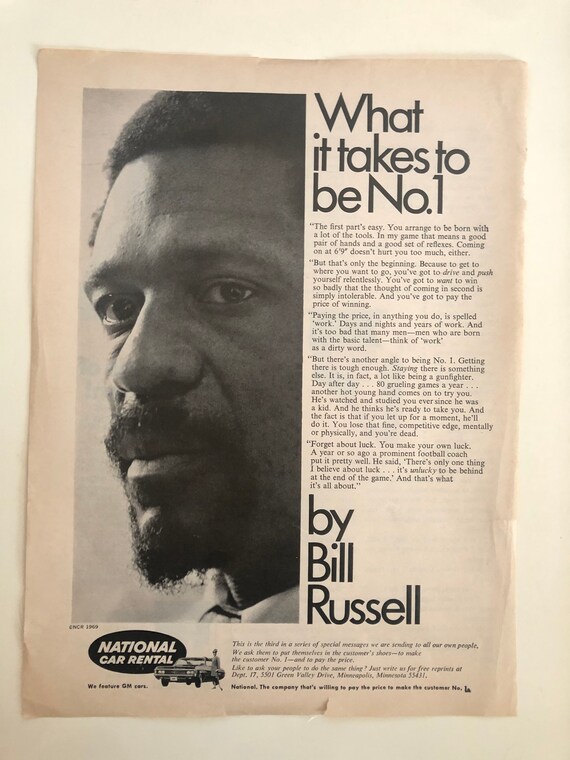 What
it takes to
be No.1
"The first part's easy. You arrange to be born with
a lot of the tools. In my game that means a good
pair of hands and a good set of reflexes. Coming
on at 6'9" doesn't hurt you much, either.
"But that's only the beginning. Because to get to
where you want to go, you've got to drive and push
yourself relentlessly. You've got to want to win
so badly that the thought of coming in second is
simply intolerable. And you've got to pay the
price of winning.
"Paying the price, in anything you do, is spelled
'work.' Days and nights and years of work. And
it's too bad that many men—men who are born
with the basic talent—think of 'work'
as a dirty word.
"But there's another angle to being No. 1. Getting
there is tough enough. Staying there is something
else. It is, in fact, a lot like being a gunfighter.
Day after day . . . 80 grueling games a year . . .
another hot young hand comes on to try you.
He's watched and studied you ever since he was
a kid. And he thinks he's ready to take you. And
the fact is that if you let up for a moment, he'll
do it. You lose that fine, competitive edge, mentally
or physically, and you're dead.
"Forget about luck. You make your own luck.
A year or so ago a prominent football coach
put it pretty well. He said, 'There's only one thing
I believe about luck . . . it's unlucky to be behind
at the end of the game.' And that's what
it's all about."
by
Bill
Russell
©NCR 1969
NATIONAL
CAR RENTAL
We feature GM cars.
This is the third in a series of special messages we are sending to all our own people,
We ask them to put themselves in the customer's shoes—to make
the customer No. 1—and to pay the price.
Like to ask your people to do the same thing? Just write us for free reprints at
Dept. 17, 5501 Green Valley Drive, Minneapolis, Minnesota 55431.
National, The company that's willing to pay the price to make the customer No. 1.